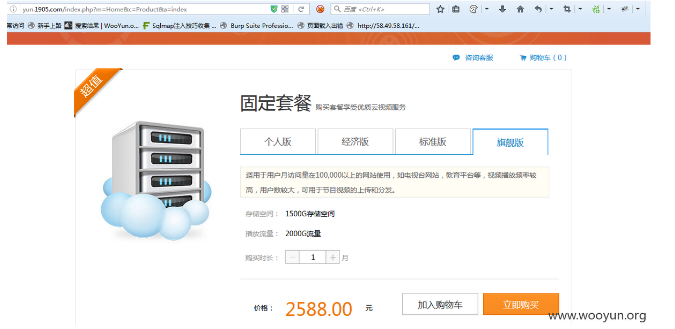 yun.1905.com/index.php?m=Home&c=Product&a=index
百度 <Ctrl+K>
常访问 新手上路 搜索结果 | WooYun.o... Sqlmap注入技巧收集 ... Burp Suite Professio... 页面嵌入出错 http://58.49.58.161/...
咨询客服 购物车 ( 0 )
超值
固定套餐 购买套餐享受优质云视频服务
个人版 经济版 标准版 旗舰版
适用于用户月访问量在100,000以上的网站使用，如电视台网站，教育平台等，视频播放频率较
高，用户数较大，可用于节目视频的上传和分发。
存储空间： 1500G存储空间
播放流量： 2000G流量
购买时长： − 1 + 月
价格： 2588.00 元 加入购物车 立即购买
www.wooyun.org